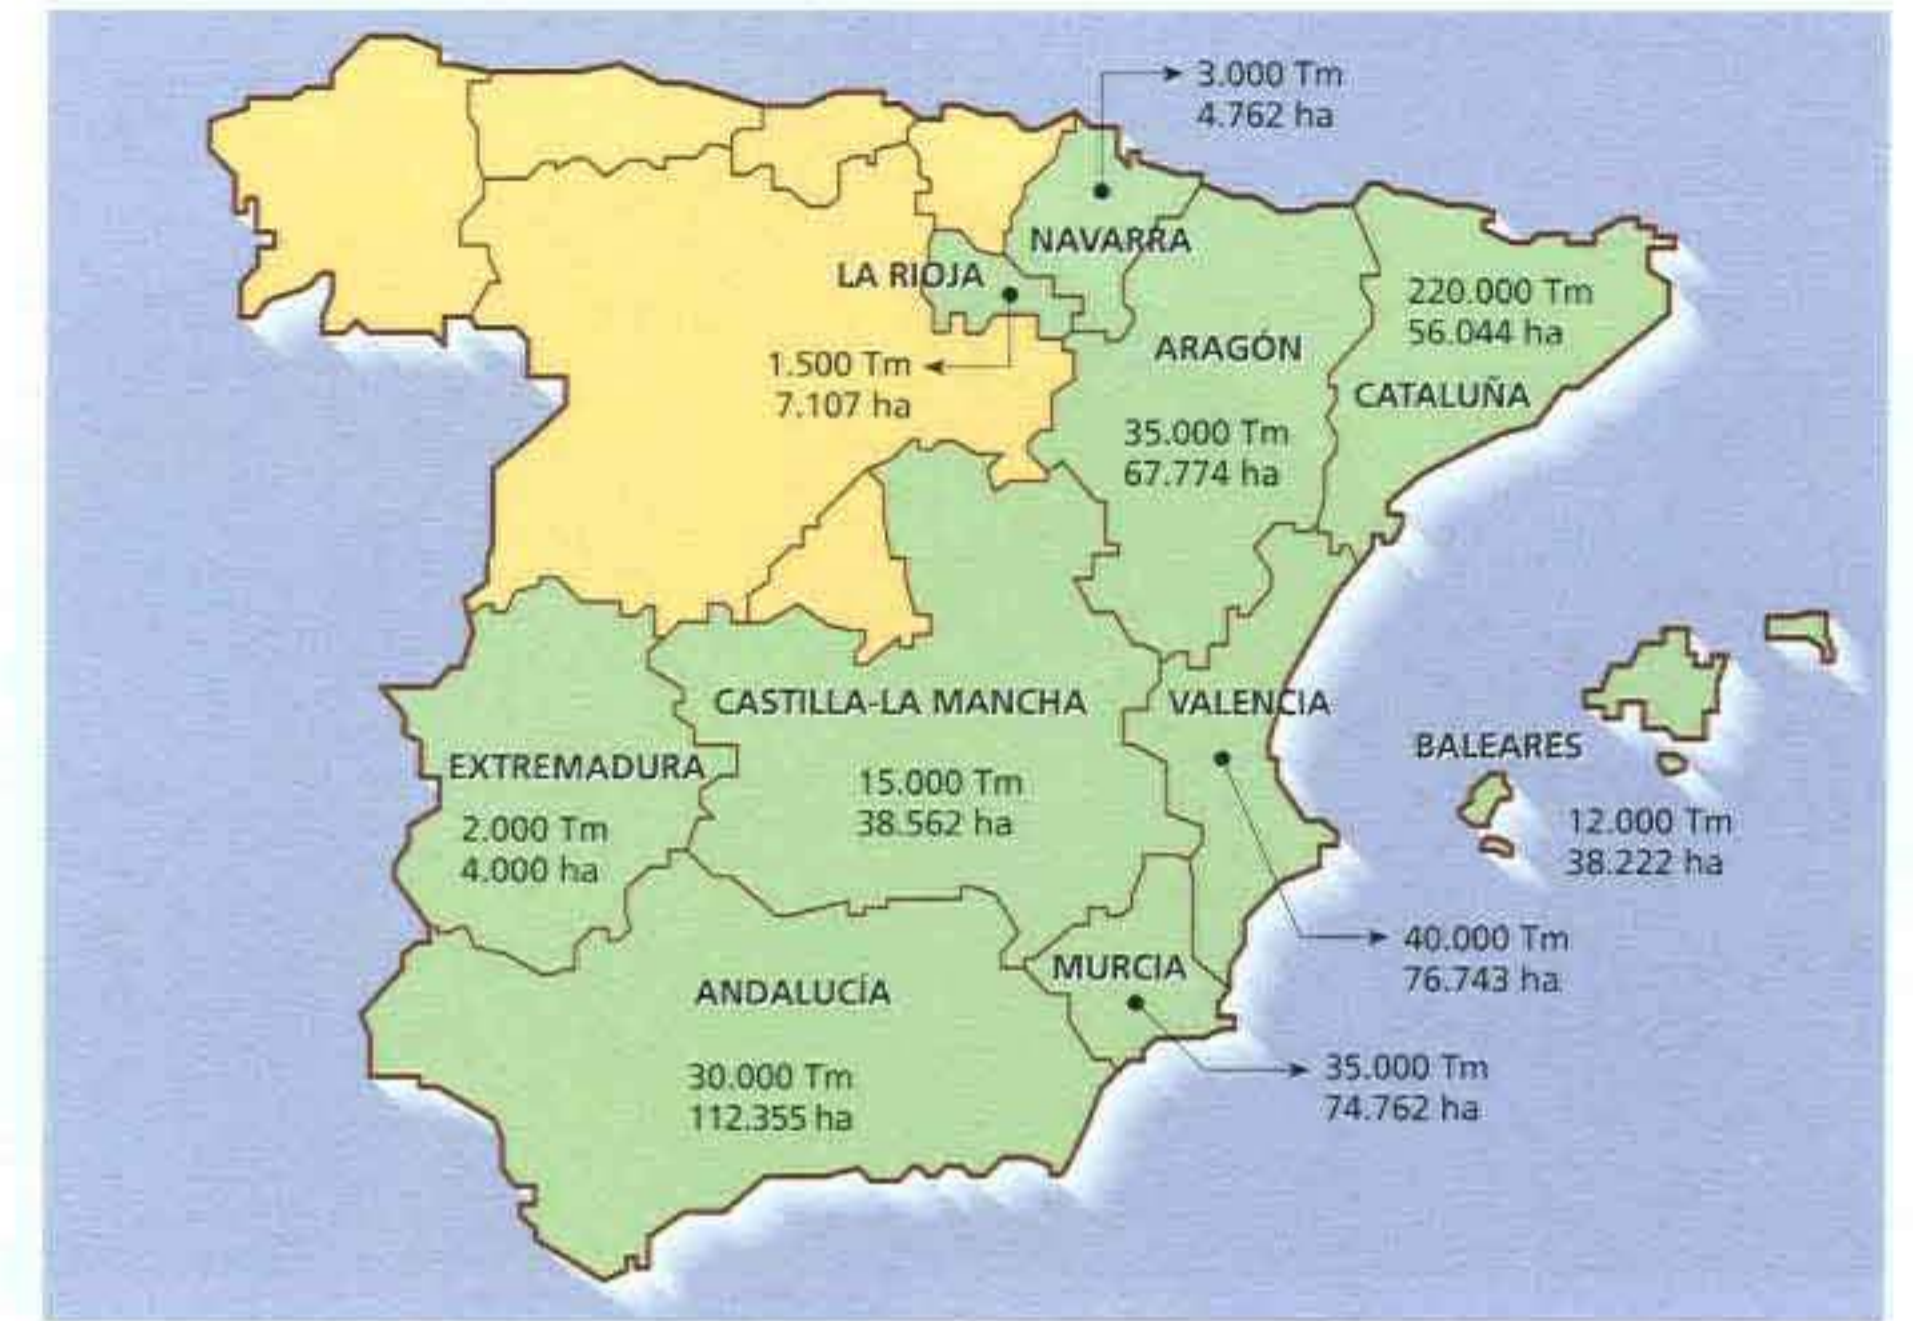 3.000 Tm
4.762 ha
NAVARRA
LA RIOJA
1.500 Tm
7.107 ha
ARAGÓN
35.000 Tm
67.774 ha
220.000 Tm
56.044 ha
CATALUÑA
CASTILLA-LA MANCHA
15.000 Tm
38.562 ha
VALENCIA
40.000 Tm
76.743 ha
BALEARES
12.000 Tm
38.222 ha
EXTREMADURA
2.000 Tm
4.000 ha
MURCIA
35.000 Tm
74.762 ha
ANDALUCÍA
30.000 Tm
112.355 ha